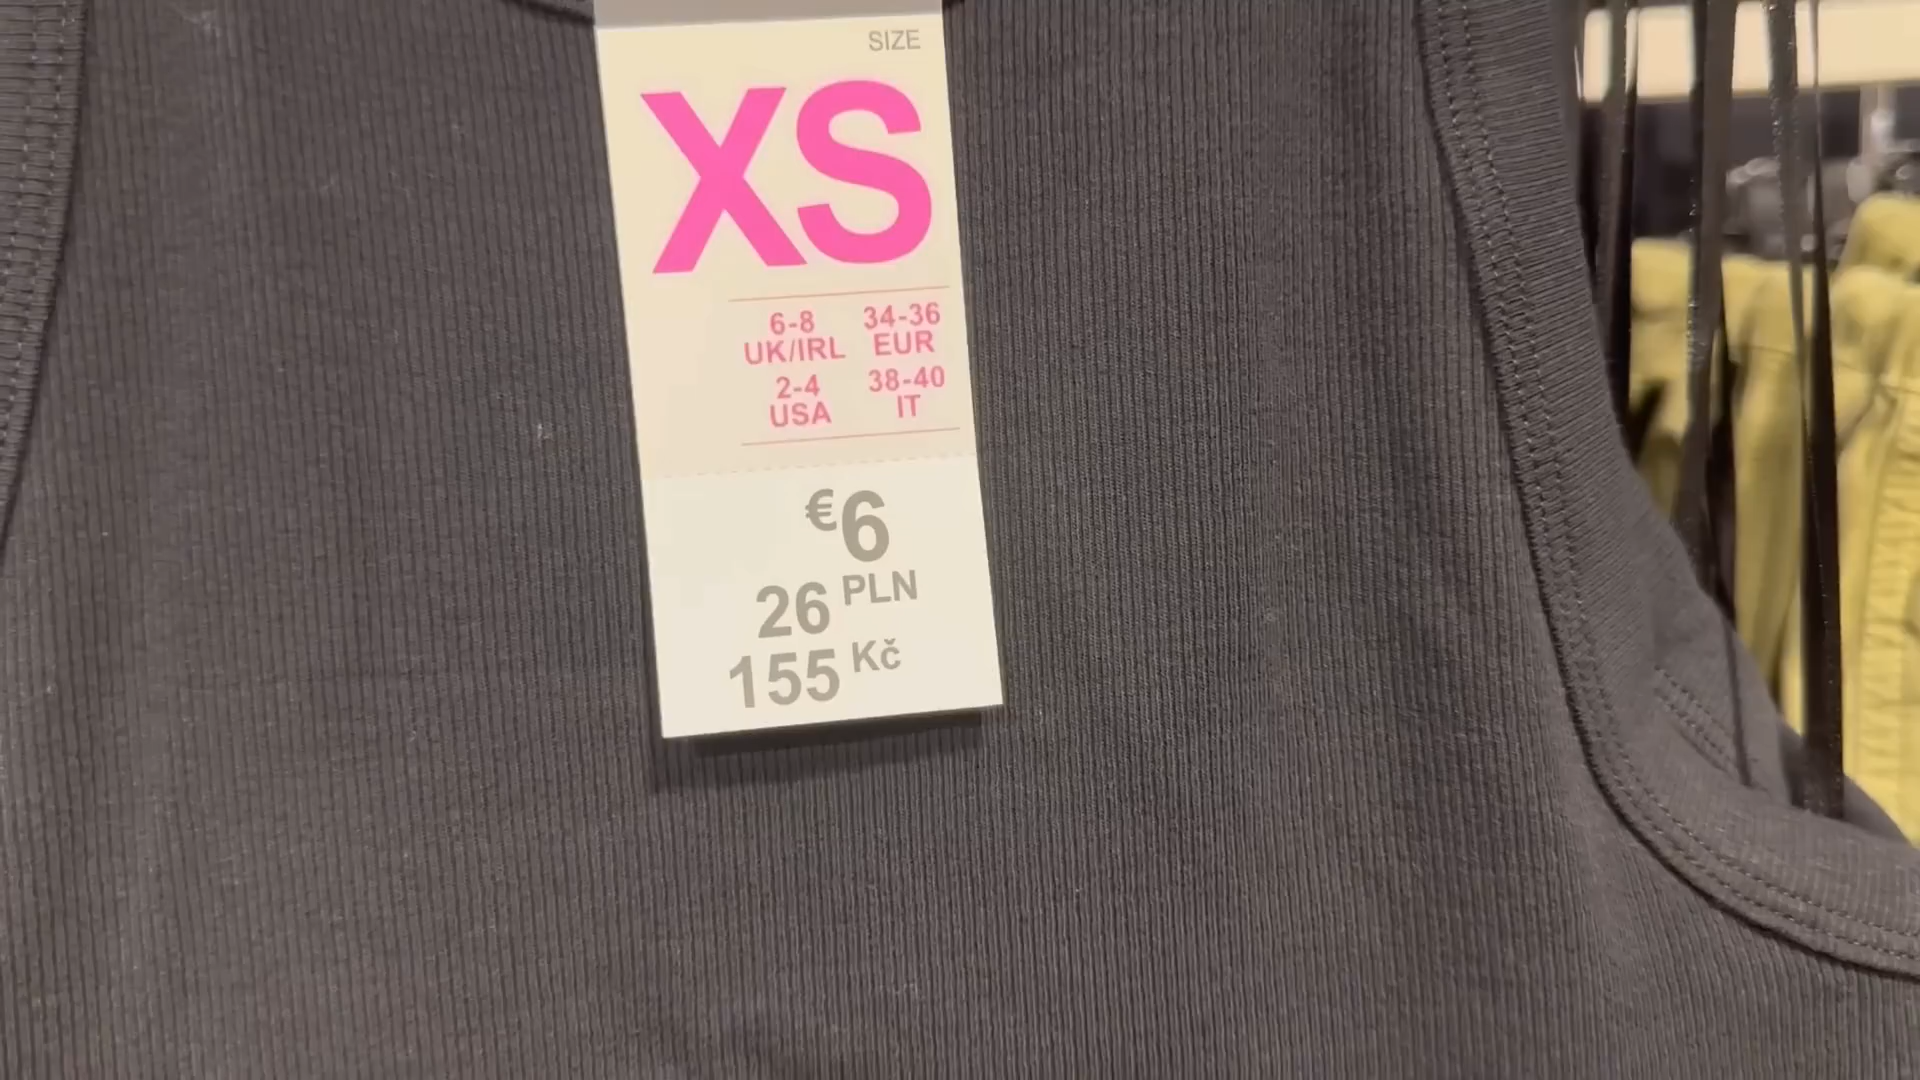 SIZE
XS
6-8 34-36
UK/IRL EUR
2-4 38-40
USA IT
€6
26 PLN
155 Kč